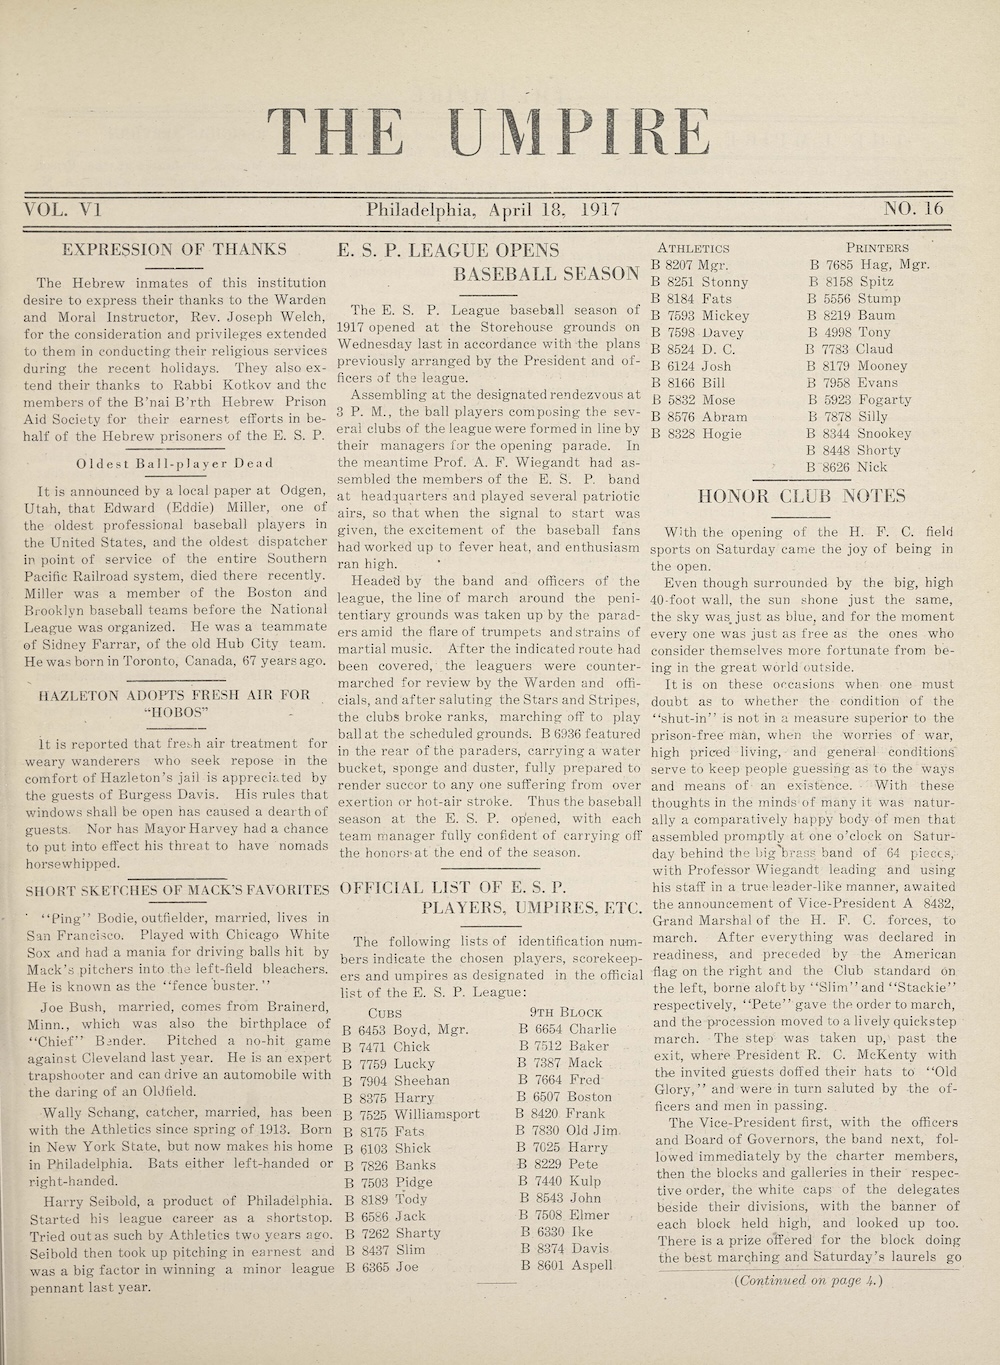 THE UMPIRE
VOL. V1
Philadelphia, April 18, 1917
NO. 16
EXPRESSION OF THANKS
The Hebrew inmates of this institution
desire to express their thanks to the Warden
and Moral Instructor, Rev. Joseph Welch,
for the consideration and privileges extended
to them in conducting their religious services
during the recent holidays. They also ex-
tend their thanks to Rabbi Kotkov and the
members of the B'nai B'rth Hebrew Prison
Aid Society for their earnest efforts in be-
half of the Hebrew prisoners of the E. S. P.
Oldest Ball-player Dead
It is announced by a local paper at Odgen,
Utah, that Edward (Eddie) Miller, one of
the oldest professional baseball players in
the United States, and the oldest dispatcher
in point of service of the entire Southern
Pacific Railroad system, died there recently.
Miller was a member of the Boston and
Brooklyn baseball teams before the National
League was organized. He was a teammate
of Sidney Farrar, of the old Hub City team.
He was born in Toronto, Canada, 67 years ago.
HAZLETON ADOPTS FRESH AIR FOR
"HOBOS"
It is reported that fresh air treatment for
weary wanderers who seek repose in the
comfort of Hazleton's jail is appreciated by
the guests of Burgess Davis. His rules that
windows shall be open has caused a dearth of
guests. Nor has Mayor Harvey had a chance
to put into effect his threat to have nomads
horsewhipped.
SHORT SKETCHES OF MACK'S FAVORITES
"Ping" Bodie, outfielder, married, lives in
San Francisco. Played with Chicago White
Sox and had a mania for driving balls hit by
Mack's pitchers into the left-field bleachers.
He is known as the "fence buster."
Joe Bush, married, comes from Brainerd,
Minn., which was also the birthplace of
"Chief" Bender. Pitched a no-hit game
against Cleveland last year. He is an expert
trapshooter and can drive an automobile with
the daring of an Oldfield.
Wally Schang, catcher, married, has been
with the Athletics since spring of 1913. Born
in New York State, but now makes his home
in Philadelphia. Bats either left-handed or
right-handed.
Harry Seibold, a product of Philadelphia.
Started his league career as a shortstop.
Tried out as such by Athletics two years ago.
Seibold then took up pitching in earnest and
was a big factor in winning a minor league
pennant last year.
E. S. P. LEAGUE OPENS
BASEBALL SEASON
The E. S. P. League baseball season of
1917 opened at the Storehouse grounds on
Wednesday last in accordance with the plans
previously arranged by the President and of-
ficers of the league.
Assembling at the designated rendezvous at
3 P. M., the ball players composing the sev-
eral clubs of the league were formed in line by
their managers for the opening parade. In
the meantime Prof. A. F. Wiegandt had as-
sembled the members of the E. S. P. band
at headquarters and played several patriotic
airs, so that when the signal to start was
given, the excitement of the baseball fans
had worked up to fever heat, and enthusiasm
ran high.
Headed by the band and officers of the
league, the line of march around the peni-
tentiary grounds was taken up by the parad-
ers amid the flare of trumpets and strains of
martial music. After the indicated route had
been covered, the leaguers were counter-
marched for review by the Warden and offi-
cials, and after saluting the Stars and Stripes,
the clubs broke ranks, marching off to play
ball at the scheduled grounds. B 6936 featured
in the rear of the paraders, carrying a water
bucket, sponge and duster, fully prepared to
render succor to any one suffering from over
exertion or hot-air stroke. Thus the baseball
season at the E. S. P. opened, with each
team manager fully confident of carrying off
the honors at the end of the season.
OFFICIAL LIST OF E. S. P.
PLAYERS, UMPIRES, ETC.
The following lists of identification num-
bers indicate the chosen players, scorekeep-
ers and umpires as designated in the official
list of the E. S. P. League:
CUBS
B 6453 Boyd, Mgr.
B 7471 Chick
B 7759 Lucky
B 7904 Sheehan
B 8375 Harry
B 7525 Williamsport
B 8175 Fats
B 6103 Shick
B 7826 Banks
B 7503 Pidge
B 8189 Tody
B 6586 Jack
B 7262 Sharty
B 8437 Slim
B 6365 Joe
9TH BLOCK
B 6654 Charlie
B 7512 Baker
B 7387 Mack
B 7664 Fred
B 6507 Boston
B 8420 Frank
B 7830 Old Jim
B 7025 Harry
B 8229 Pete
B 7440 Kulp
B 8543 John
B 7508 Elmer
B 6330 Ike
B 8374 Davis
B 8601 Aspell
ATHLETICS
B 8207 Mgr.
B 8251 Stonny
B 8184 Fats
B 7593 Mickey
B 7598 Davey
B 8524 D. C.
B 6124 Josh
B 8166 Bill
B 5832 Mose
B 8576 Abram
B 8328 Hogie
PRINTERS
B 7685 Hag, Mgr.
B 8158 Spitz
B 5556 Stump
B 8219 Baum
B 4998 Tony
B 7783 Claud
B 8179 Mooney
B 7958 Evans
B 5923 Fogarty
B 7878 Silly
B 8344 Snookey
B 8448 Shorty
B 8626 Nick
HONOR CLUB NOTES
With the opening of the H. F. C. field
sports on Saturday came the joy of being in
the open.
Even though surrounded by the big, high
40-foot wall, the sun shone just the same,
the sky was just as blue, and for the moment
every one was just as free as the ones who
consider themselves more fortunate from be-
ing in the great world outside.
It is on these occasions when one must
doubt as to whether the condition of the
"shut-in" is not in a measure superior to the
prison-free man, when the worries of war,
high priced living, and general conditions
serve to keep people guessing as to the ways
and means of an existence. With these
thoughts in the minds of many it was natur-
ally a comparatively happy body of men that
assembled promptly at one o'clock on Satur-
day behind the big brass band of 64 pieces,
with Professor Wiegandt leading and using
his staff in a true leader-like manner, awaited
the announcement of Vice-President A 8432,
Grand Marshal of the H. F. C. forces, to
march. After everything was declared in
readiness, and preceded by the American
flag on the right and the Club standard on
the left, borne aloft by "Slim" and "Stackie"
respectively, "Pete" gave the order to march,
and the procession moved to a lively quickstep
march. The step was taken up, past the
exit, where President R. C. McKenty with
the invited guests doffed their hats to "Old
Glory," and were in turn saluted by the of-
ficers and men in passing.
The Vice-President first, with the officers
and Board of Governors, the band next, fol-
lowed immediately by the charter members,
then the blocks and galleries in their respec-
tive order, the white caps of the delegates
beside their divisions, with the banner of
each block held high, and looked up too.
There is a prize offered for the block doing
the best marching and Saturday's laurels go
(Continued on page 4.)